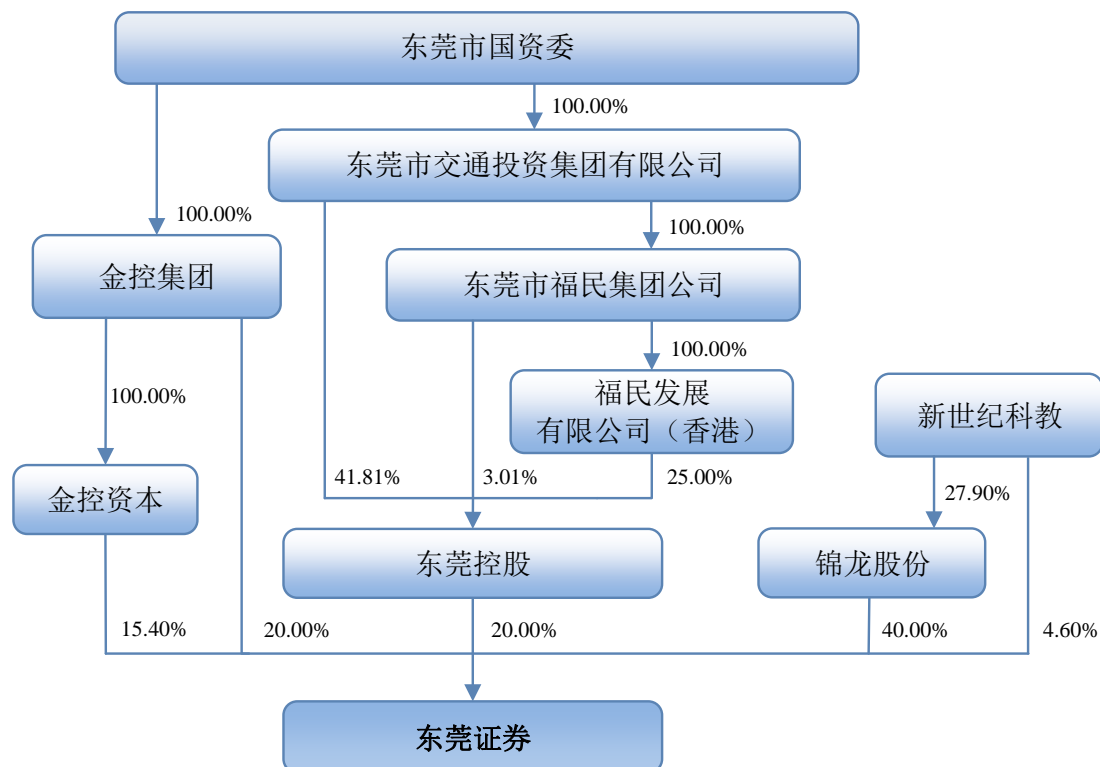 东莞市国资委
100.00%
东莞市交通投资集团有限公司
100.00%
100.00%
金控集团
东莞市福民集团公司
100.00%
100.00%
福民发展
有限公司（香港）
新世纪科教
金控资本
41.81%
3.01%
25.00%
27.90%
东莞控股
锦龙股份
15.40%
20.00%
20.00%
40.00%
4.60%
东莞证券